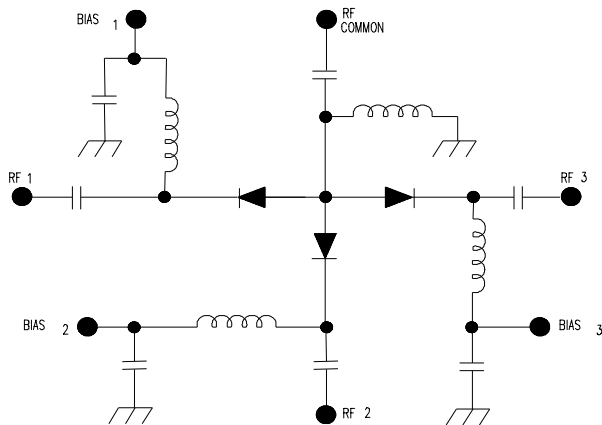 BIAS 1
RF
COMMON
RF 1
RF 3
BIAS 2
BIAS 3
RF 2